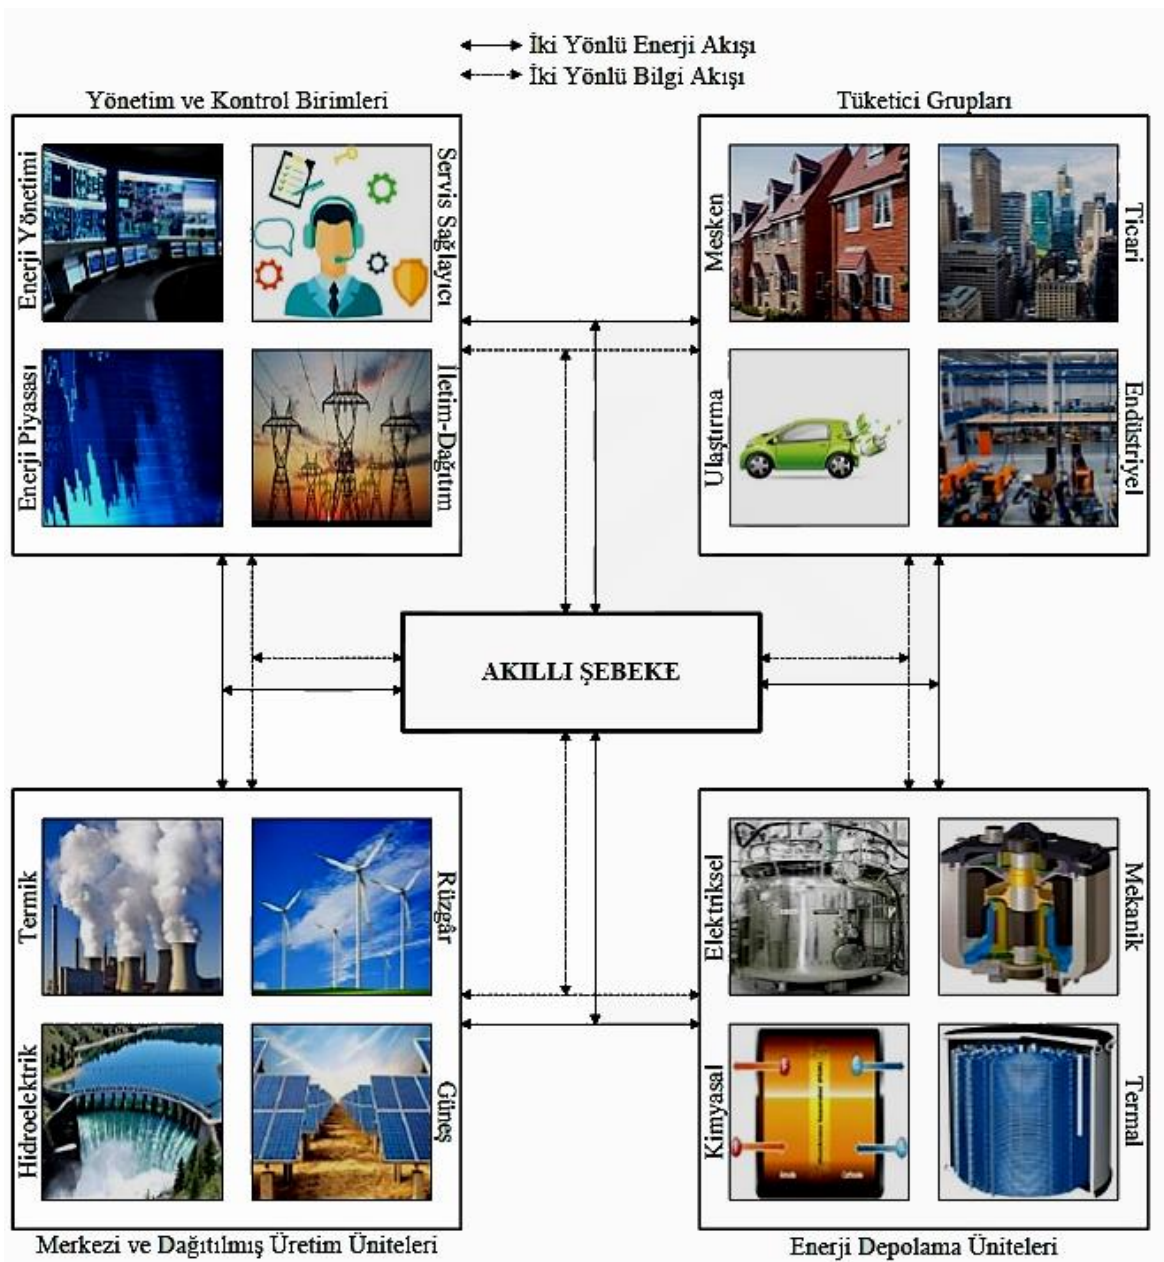 İki Yönlü Enerji Akışı
İki Yönlü Bilgi Akışı
Yönetim ve Kontrol Birimleri
Enerji Yönetimi
Servis Sağlayıcı
Enerji Piyasası
İletim-Dağıtım
Tüketici Grupları
Mesken
Ticari
Ulaştırma
Endüstriyel
AKILLI ŞEBEKE
Termik
Rüzgâr
Hidroelektrik
Güneş
Merkezi ve Dağıtılmış Üretim Üniteleri
Elektriksel
Mekanik
Kimyasal
Termal
Enerji Depolama Üniteleri